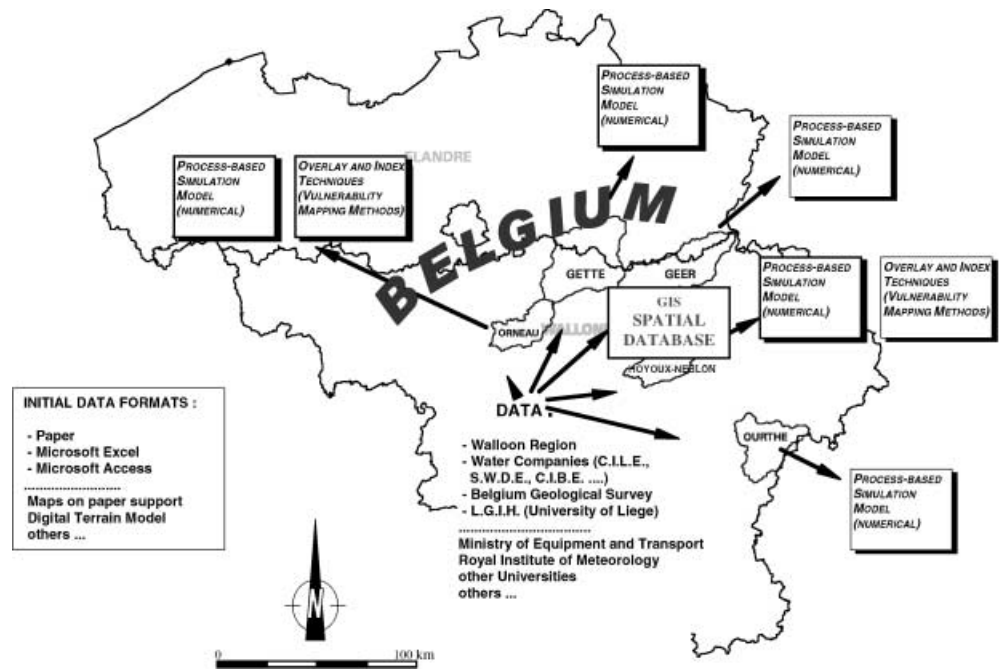 PROCESS-BASED
SIMULATION
MODEL
(NUMERICAL)
PROCESS-BASED
SIMULATION
MODEL
(NUMERICAL)
FLANDRE
PROCESS-BASED
SIMULATION
MODEL
(NUMERICAL)
OVERLAY AND INDEX
TECHNIQUES
(VULNERABILITY
MAPPING METHODS)
BELGIUM
GETTE
GEER
PROCESS-BASED
SIMULATION
MODEL
(NUMERICAL)
OVERLAY AND INDEX
TECHNIQUES
(VULNERABILITY
MAPPING METHODS)
GIS
SPATIAL
DATABASE
ORNEAU
WALLON
HOYOUX-NEBLON
INITIAL DATA FORMATS :
- Paper
- Microsoft Excel
- Microsoft Access
..........................
Maps on paper support
Digital Terrain Model
others ...
DATA :
- Walloon Region
- Water Companies (C.I.L.E.,
S.W.D.E., C.I.B.E. ....)
- Belgium Geological Survey
- L.G.I.H. (University of Liege)
....................................
Ministry of Equipment and Transport
Royal Institute of Meteorology
other Universities
others ...
OURTHE
PROCESS-BASED
SIMULATION
MODEL
(NUMERICAL)
N
0 100 km